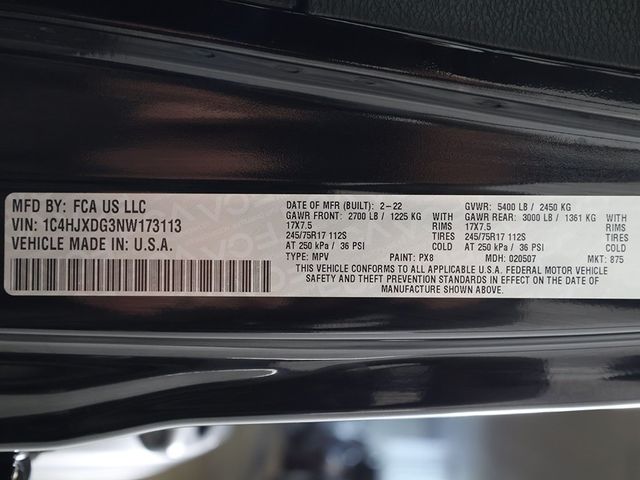 MFD BY: FCA US LLC
VIN: 1C4HJXDG3NW173113
VEHICLE MADE IN: U.S.A.
DATE OF MFR (BUILT): 2-22 GVWR: 5400 LB / 2450 KG
GAWR FRONT: 2700 LB / 1225 KG WITH GAWR REAR: 3000 LB / 1361 KG WITH
17X7.5 RIMS 17X7.5 RIMS
245/75R17 112S TIRES 245/75R17 112S TIRES
AT 250 kPa / 36 PSI COLD AT 250 kPa / 36 PSI COLD
TYPE: MPV PAINT: PX8 MDH: 020507 MKT: 875
THIS VEHICLE CONFORMS TO ALL APPLICABLE U.S.A. FEDERAL MOTOR VEHICLE
SAFETY AND THEFT PREVENTION STANDARDS IN EFFECT ON THE DATE OF
MANUFACTURE SHOWN ABOVE.